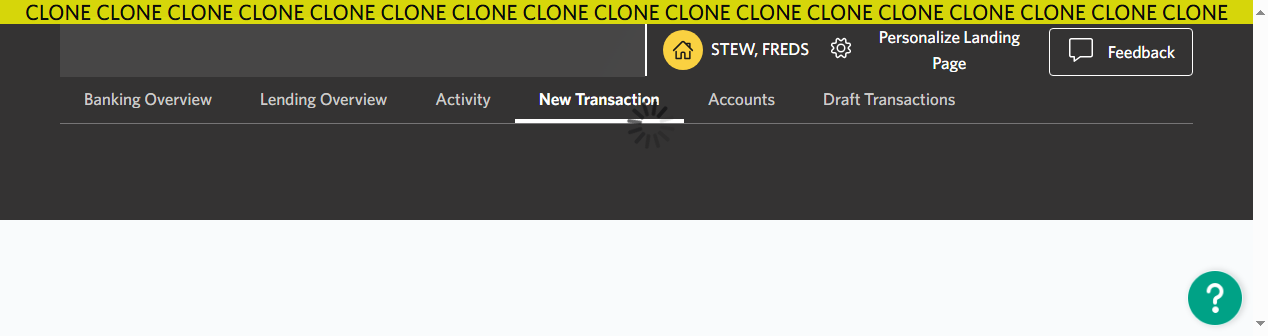 CLONE CLONE CLONE CLONE CLONE CLONE CLONE CLONE CLONE CLONE CLONE CLONE CLONE CLONE CLONE CLONE CLONE
STEW, FREDS
Personalize Landing
Page
Feedback
Banking Overview
Lending Overview
Activity
New Transaction
Accounts
Draft Transactions
?